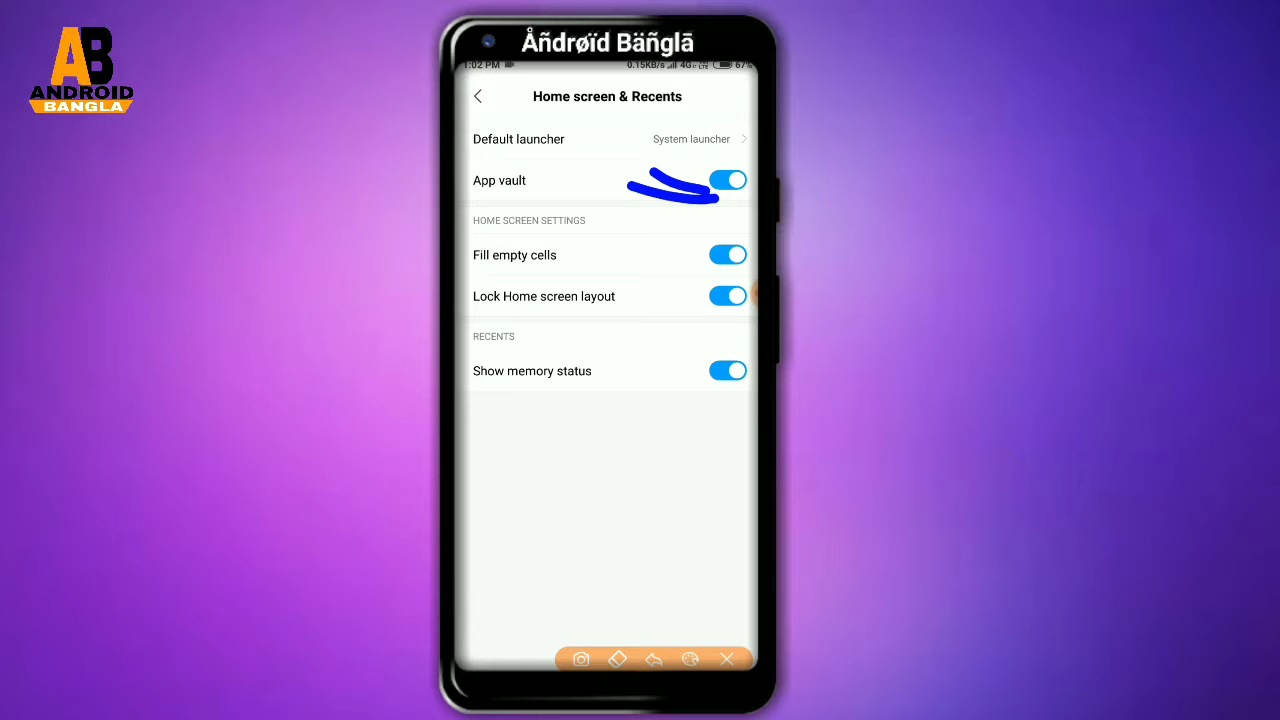 AB
ANDROID
BANGLA
Åñdrøïd Bäñglā
1:02 PM 0.15KB/s 4G 67%
Home screen & Recents
Default launcher System launcher
App vault
HOME SCREEN SETTINGS
Fill empty cells
Lock Home screen layout
RECENTS
Show memory status